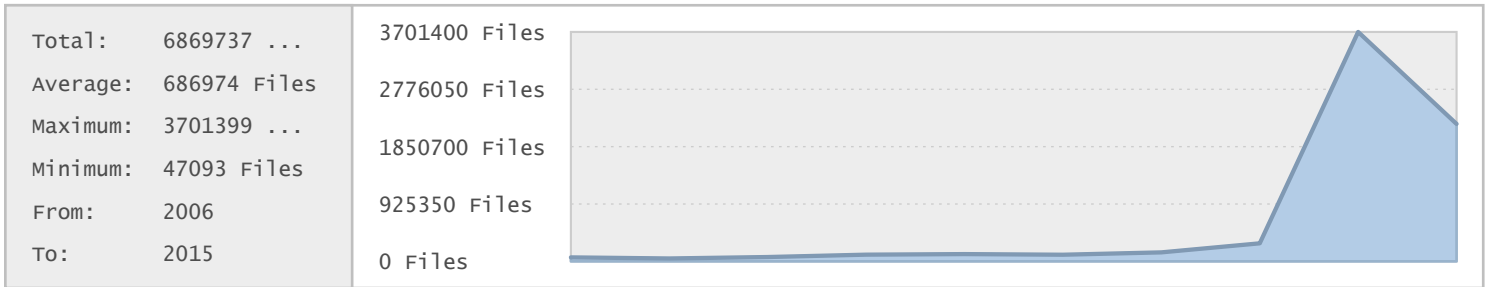 Total: 6869737 ...
Average: 686974 Files
Maximum: 3701399 ...
Minimum: 47093 Files
From: 2006
To: 2015
3701400 Files
2776050 Files
1850700 Files
925350 Files
0 Files